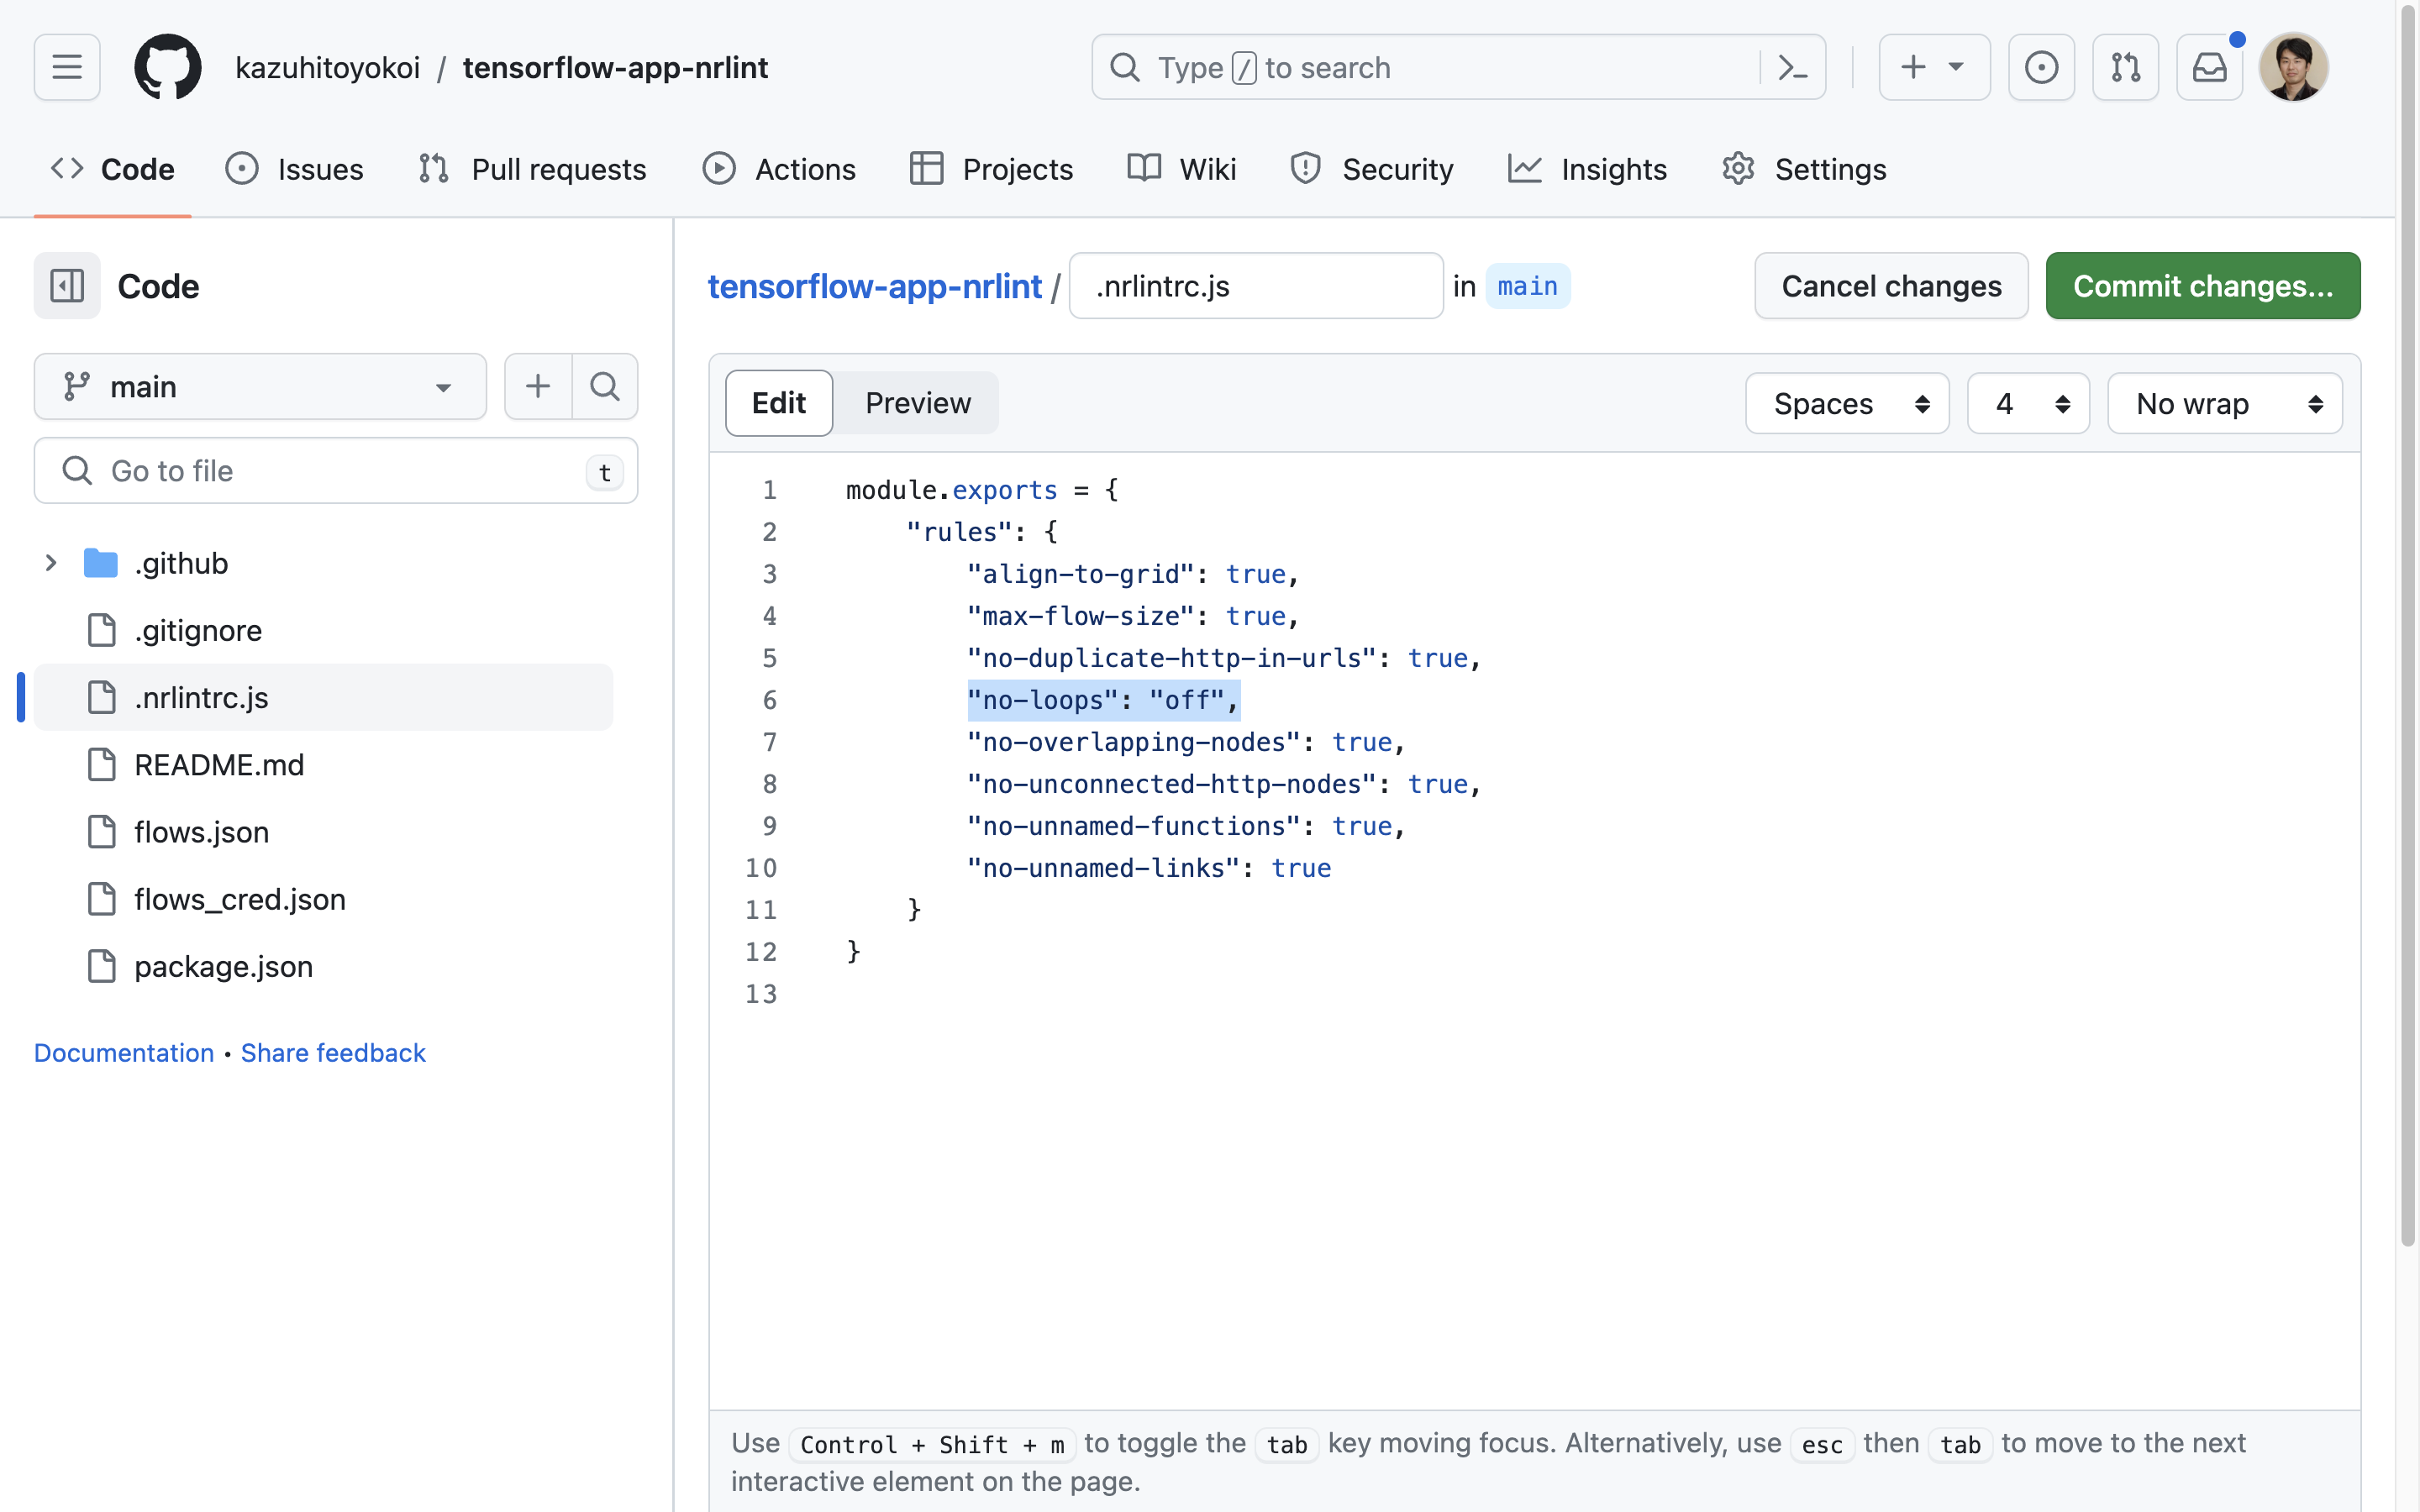 kazuhitoyokoi / tensorflow-app-nrlint
Type / to search
Code Issues Pull requests Actions Projects Wiki Security Insights Settings
Code
main
Go to file t
.github
.gitignore
.nrlintrc.js
README.md
flows.json
flows_cred.json
package.json
Documentation • Share feedback
tensorflow-app-nrlint / .nrlintrc.js in main
Cancel changes Commit changes...
Edit Preview
Spaces 4 No wrap
1 module.exports = {
2     "rules": {
3         "align-to-grid": true,
4         "max-flow-size": true,
5         "no-duplicate-http-in-urls": true,
6         "no-loops": "off",
7         "no-overlapping-nodes": true,
8         "no-unconnected-http-nodes": true,
9         "no-unnamed-functions": true,
10         "no-unnamed-links": true
11     }
12 }
13
Use Control + Shift + m to toggle the tab key moving focus. Alternatively, use esc then tab to move to the next
interactive element on the page.